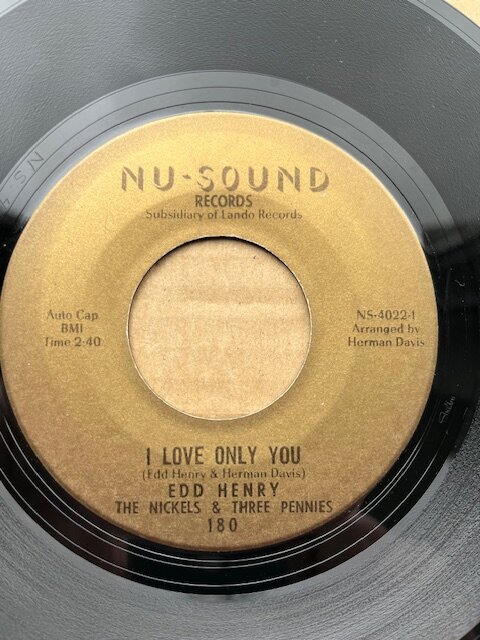 NU-SOUND
RECORDS
Subsidiary of Lando Records
Auto Cap
BMI
Time 2:40
NS-4022-1
Arranged by
Herman Davis
I LOVE ONLY YOU
(Edd Henry & Herman Davis)
EDD HENRY
THE NICKELS & THREE PENNIES
180